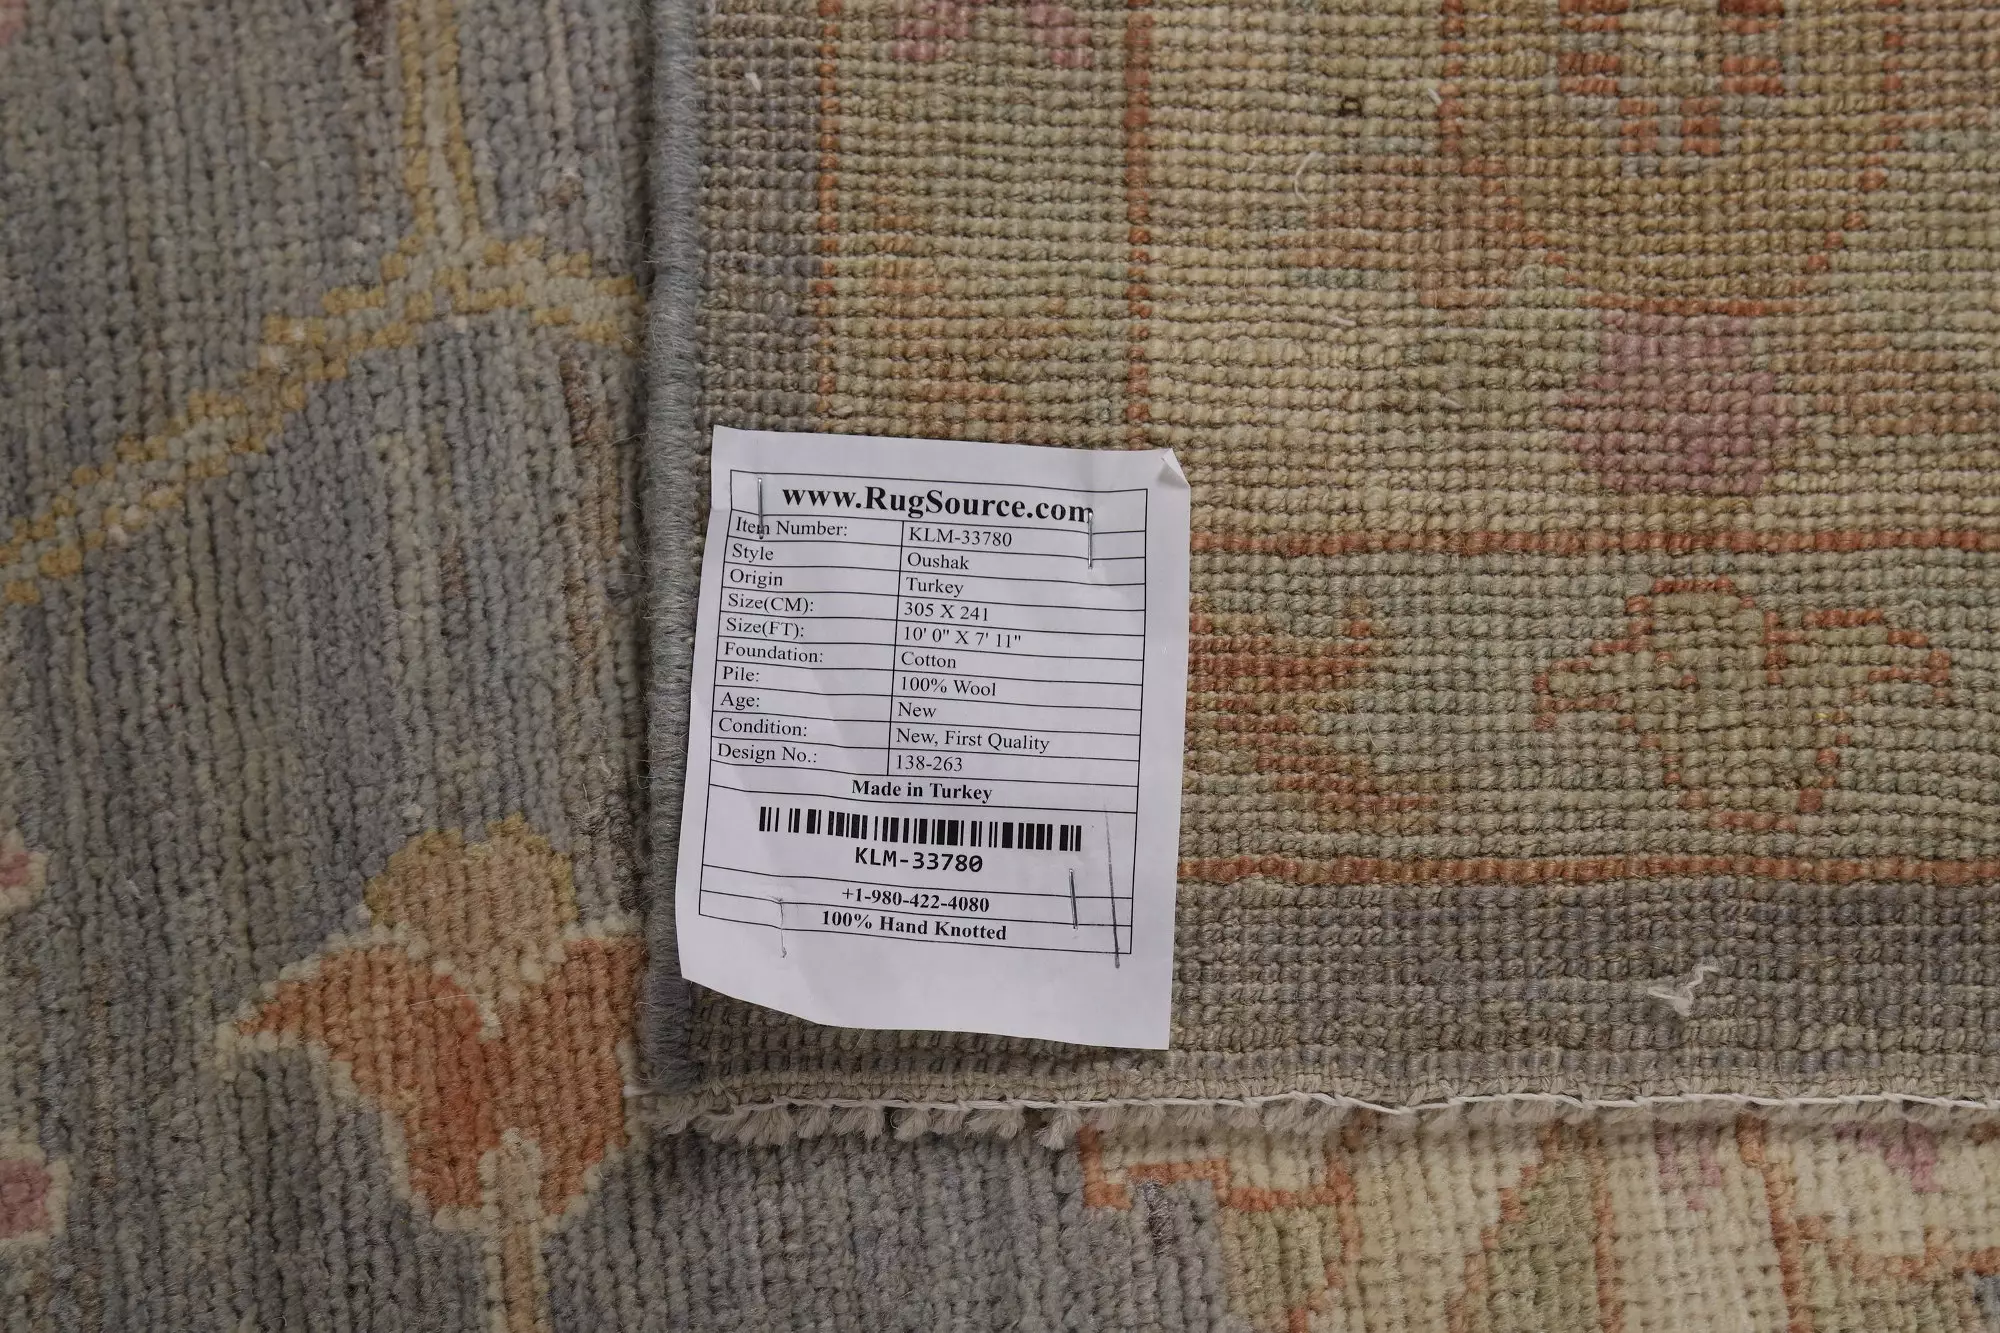 www.RugSource.com
Item Number: KLM-33780
Style Oushak
Origin Turkey
Size(CM): 305 X 241
Size(FT): 10' 0" X 7' 11"
Foundation: Cotton
Pile: 100% Wool
Age: New
Condition: New, First Quality
Design No.: 138-263
Made in Turkey
KLM-33780
+1-980-422-4080
100% Hand Knotted